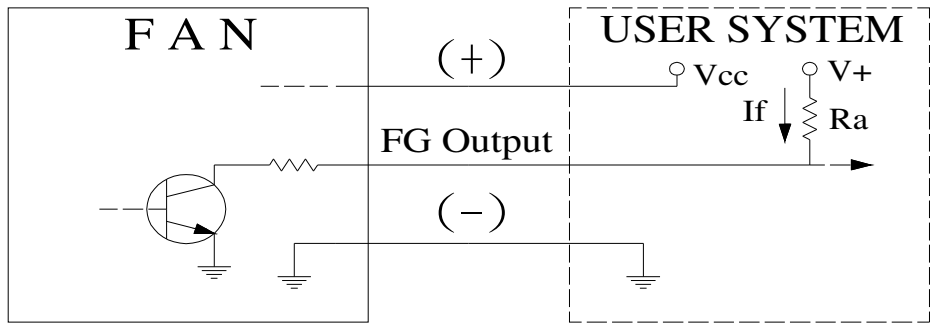 F A N
USER SYSTEM
(+)
Vcc
V+
If
Ra
FG Output
(-)